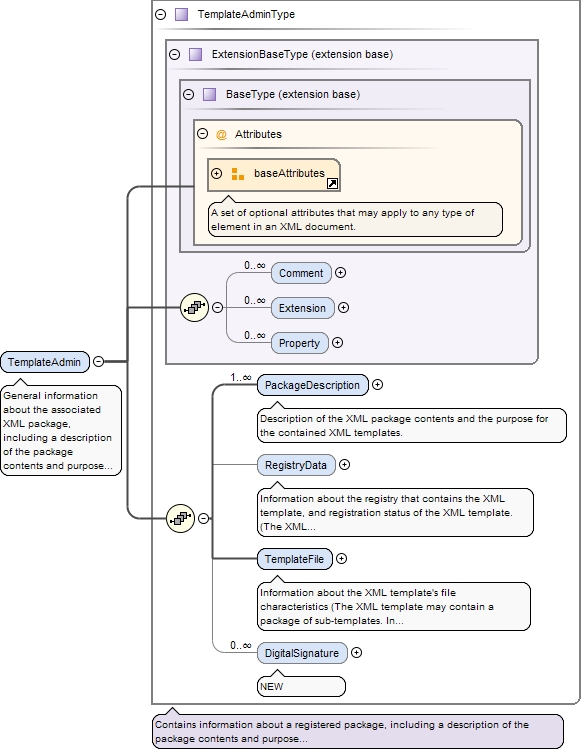 TemplateAdminType
ExtensionBaseType (extension base)
BaseType (extension base)
@ Attributes
baseAttributes
A set of optional attributes that may apply to any type of
element in an XML document.
0..∞
Comment
0..∞
Extension
0..∞
Property
TemplateAdmin
General information
about the associated
XML package,
including a description
of the package
contents and purpose...
1..∞
PackageDescription
Description of the XML package contents and the purpose for
the contained XML templates.
RegistryData
Information about the registry that contains the XML
template, and registration status of the XML template.
(The XML...
TemplateFile
Information about the XML template's file
characteristics (The XML template may contain a
package of sub-templates. In...
0..∞
DigitalSignature
NEW
Contains information about a registered package, including a description of the
package contents and purpose...